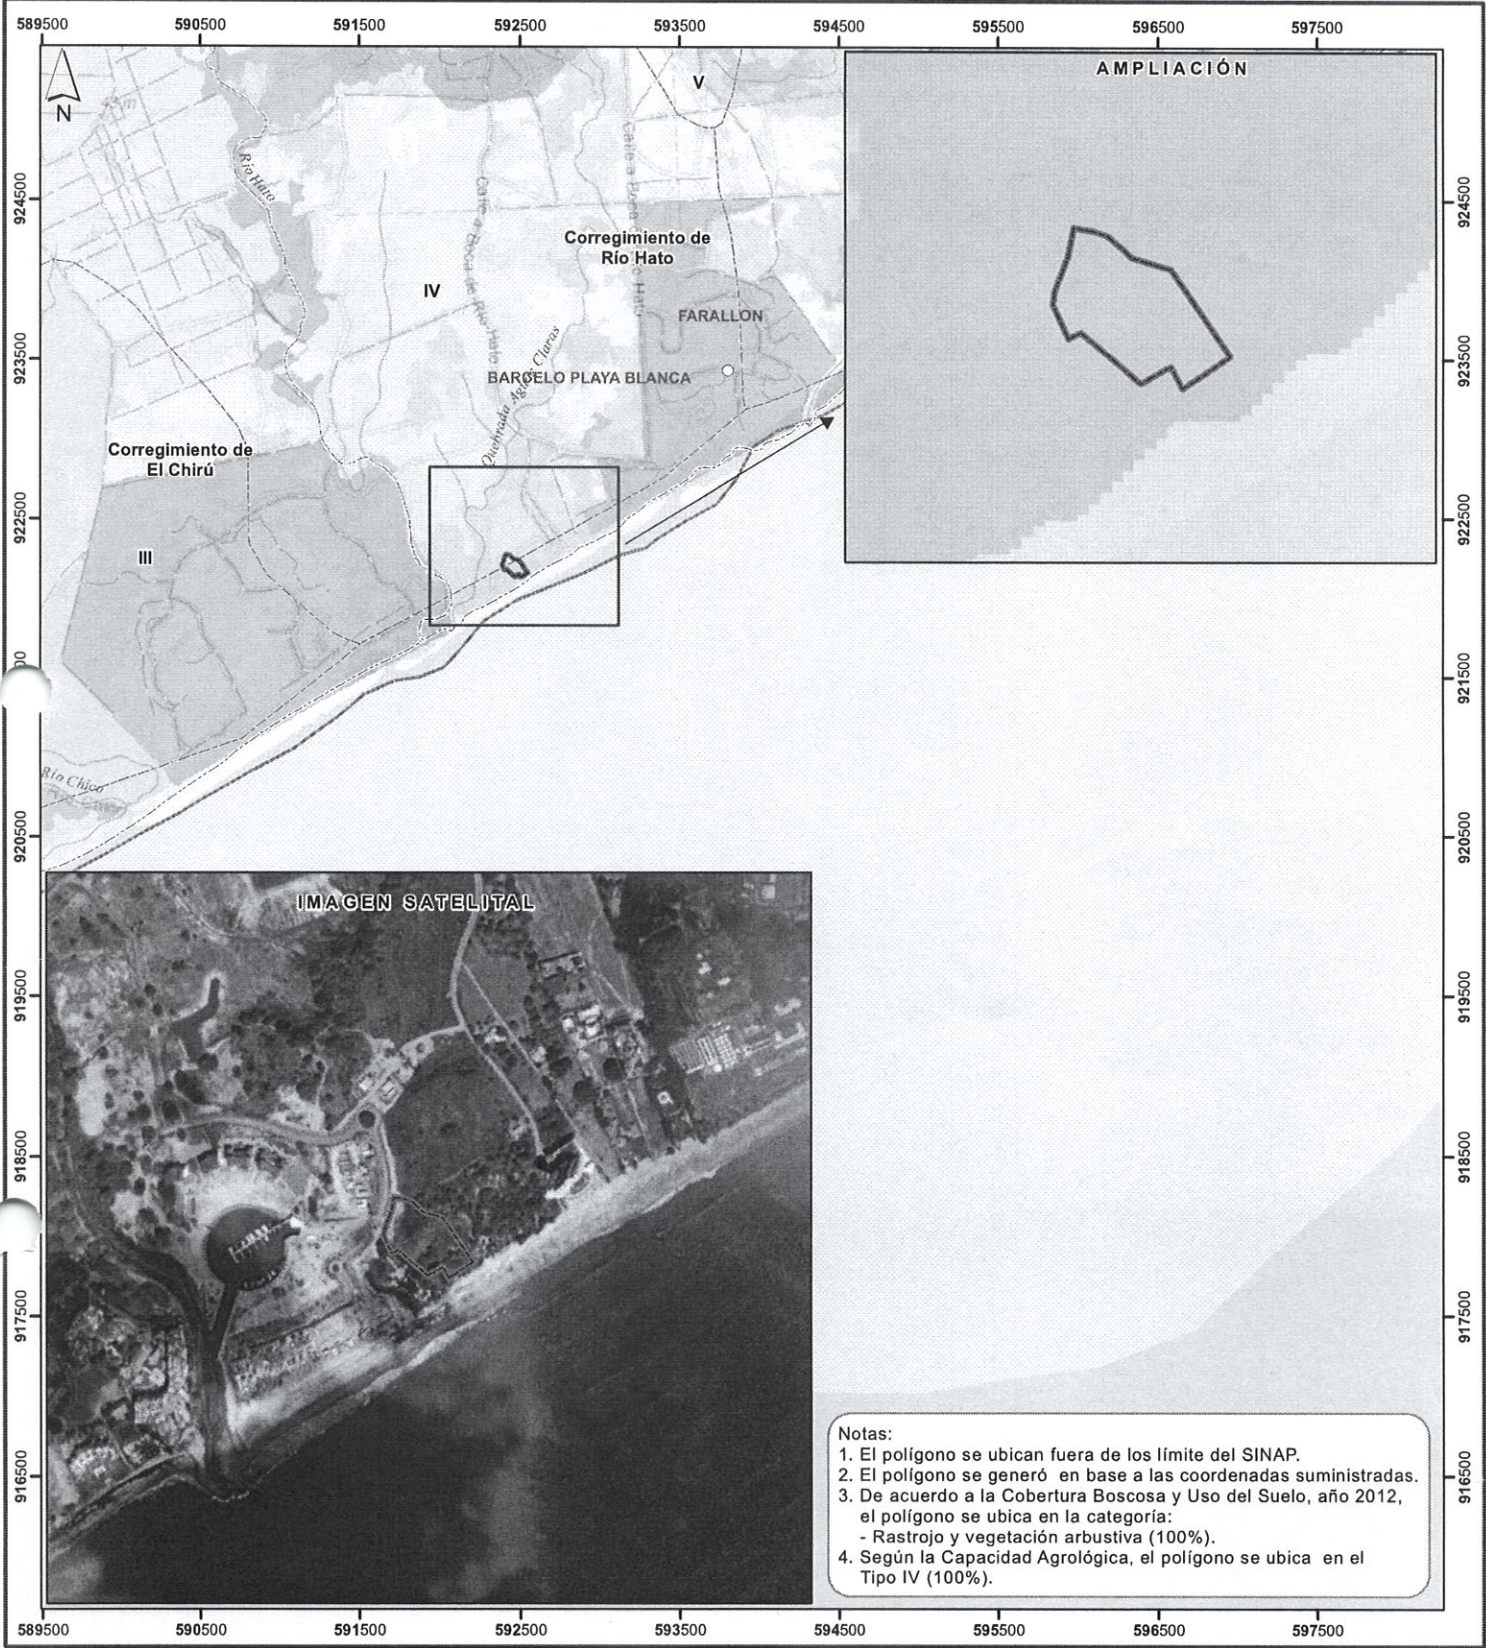 589500 590500 591500 592500 593500 594500 595500 596500 597500
N
AMPLIACIÓN
V
Río Hato
Calle a Boca de Río Hato
Corregimiento de
Río Hato
IV
FARALLON
Quebrada Aguas Claras
BARCELO PLAYA BLANCA
Corregimiento de
El Chirú
III
Río Chico
924500
923500
922500
920500
919500
918500
917500
916500
924500
923500
922500
921500
920500
919500
918500
917500
916500
IMAGEN SATELITAL
Notas:
1. El polígono se ubican fuera de los límite del SINAP.
2. El polígono se generó en base a las coordenadas suministradas.
3. De acuerdo a la Cobertura Boscosa y Uso del Suelo, año 2012,
el polígono se ubica en la categoría:
- Rastrojo y vegetación arbustiva (100%).
4. Según la Capacidad Agrológica, el polígono se ubica en el
Tipo IV (100%).
589500 590500 591500 592500 593500 594500 595500 596500 597500